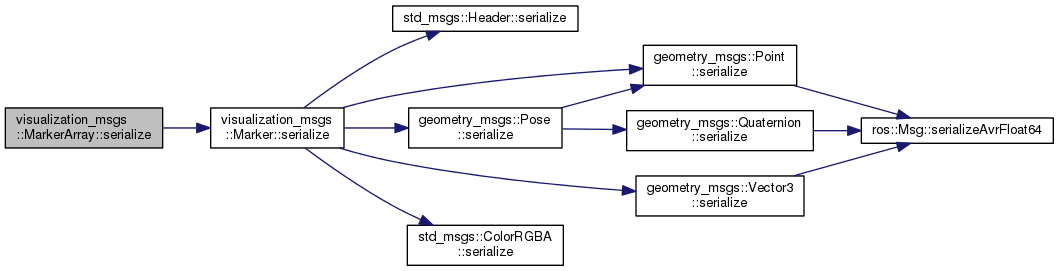 visualization_msgs
::MarkerArray::serialize
visualization_msgs
::Marker::serialize
std_msgs::Header::serialize
geometry_msgs::Pose
::serialize
std_msgs::ColorRGBA
::serialize
geometry_msgs::Point
::serialize
geometry_msgs::Quaternion
::serialize
geometry_msgs::Vector3
::serialize
ros::Msg::serializeAvrFloat64